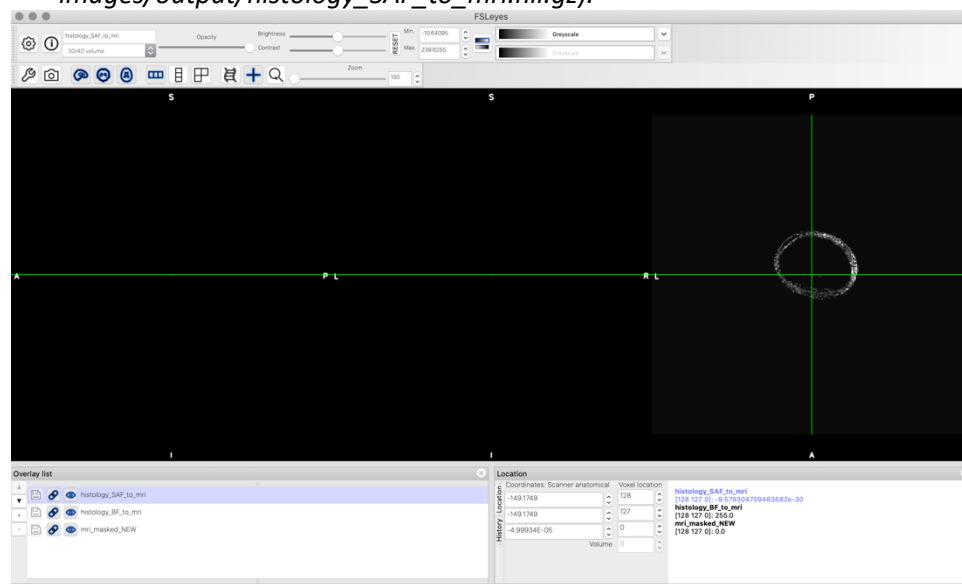 images/output/histology_SAF_to_mri.nii.gz).
FSLeyes
histology_SAF_to_mri
3D/4D volume
Opacity
Brightness
Contrast
RESET
Min. -10.64095
Max. 239.6255
Greyscale
Greyscale
Zoom
100
S
S
P
A
P L
R L
I
I
A
Overlay list
histology_SAF_to_mri
histology_BF_to_mri
mri_masked_NEW
Location
History
Location
Coordinates: Scanner anatomical
Voxel location
-149.1749
128
-149.1749
127
-4.99934E-05
0
Volume
0
histology_SAF_to_mri
[128 127 0]: -9.579304709483682e-30
histology_BF_to_mri
[128 127 0]: 255.0
mri_masked_NEW
[128 127 0]: 0.0